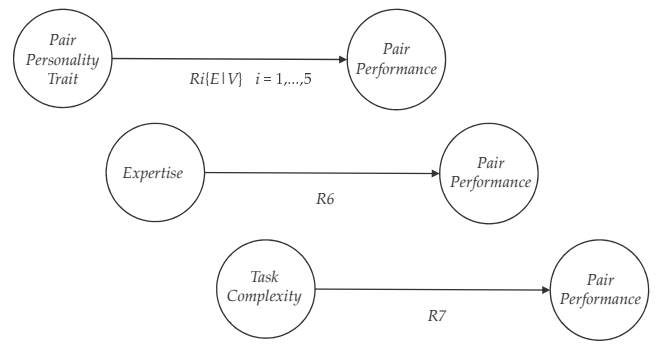 Pair
Personality
Trait
Ri{E|V} i = 1,...,5
Pair
Performance
Expertise
R6
Pair
Performance
Task
Complexity
R7
Pair
Performance